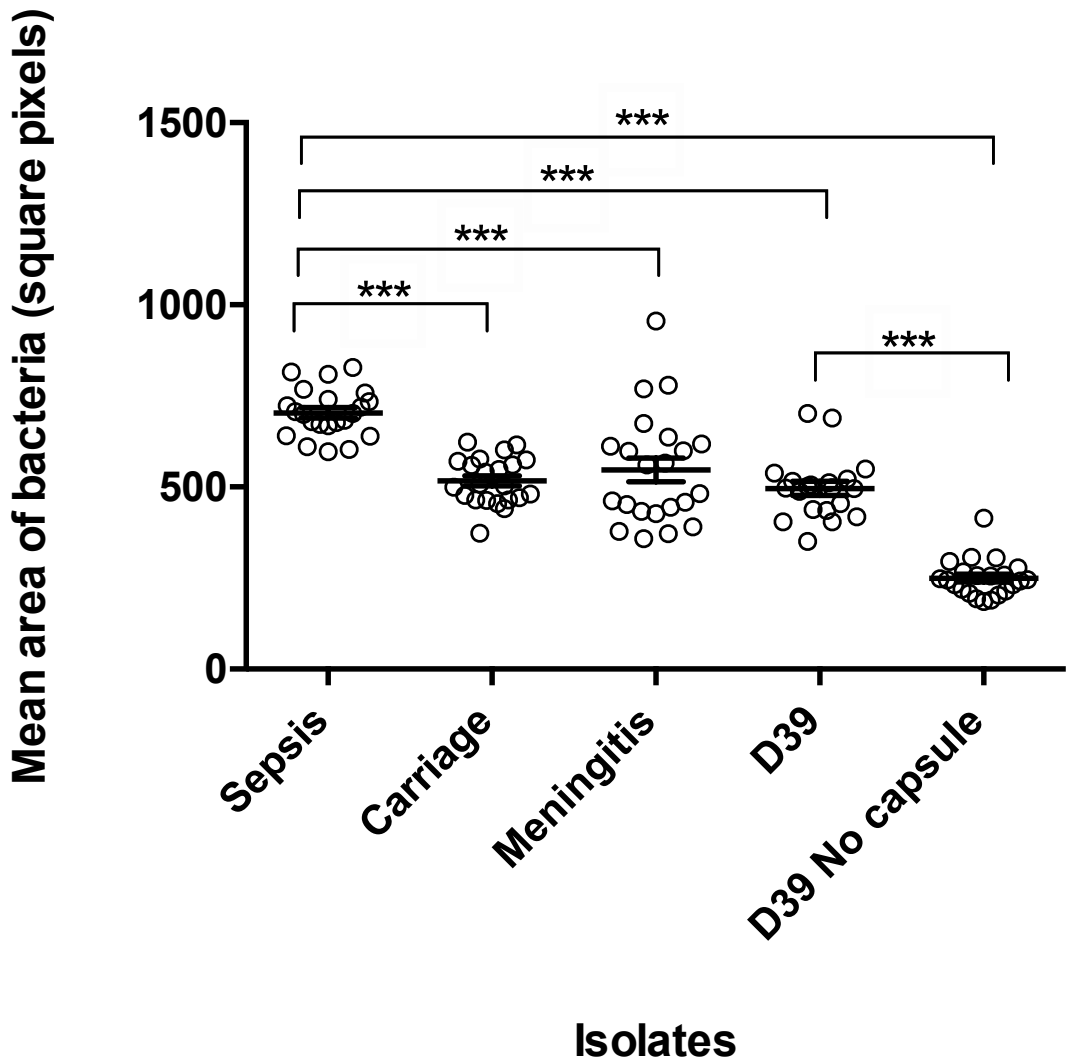 Mean area of bacteria (square pixels)
1500
1000
500
0
***
***
***
***
***
Sepsis
Carriage
Meningitis
D39
D39 No capsule
Isolates